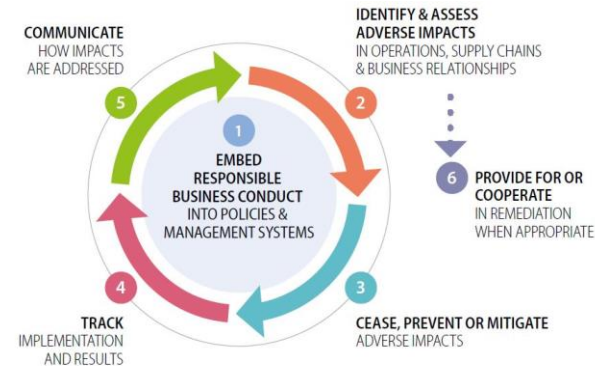 1
EMBED
RESPONSIBLE
BUSINESS CONDUCT
INTO POLICIES &
MANAGEMENT SYSTEMS
2
IDENTIFY & ASSESS
ADVERSE IMPACTS
IN OPERATIONS, SUPPLY CHAINS
& BUSINESS RELATIONSHIPS
3
CEASE, PREVENT OR MITIGATE
ADVERSE IMPACTS
4
TRACK
IMPLEMENTATION
AND RESULTS
5
COMMUNICATE
HOW IMPACTS
ARE ADDRESSED
6
PROVIDE FOR OR
COOPERATE
IN REMEDIATION
WHEN APPROPRIATE